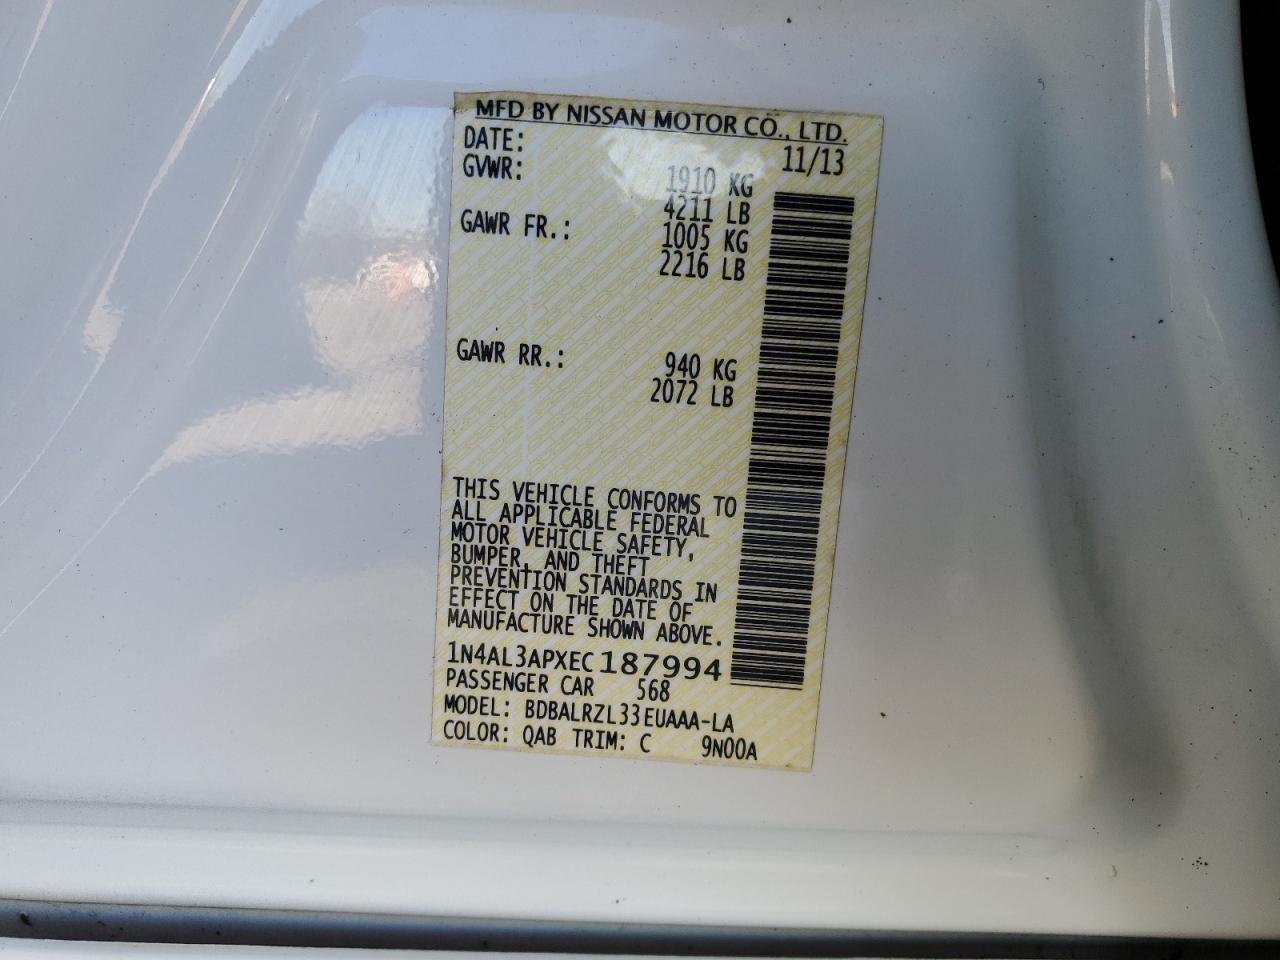 MFD BY NISSAN MOTOR CO., LTD.
DATE: 11/13
GVWR: 1910 KG
4211 LB
GAWR FR.: 1005 KG
2216 LB
GAWR RR.: 940 KG
2072 LB
THIS VEHICLE CONFORMS TO
ALL APPLICABLE FEDERAL
MOTOR VEHICLE SAFETY,
BUMPER, AND THEFT
PREVENTION STANDARDS IN
EFFECT ON THE DATE OF
MANUFACTURE SHOWN ABOVE.
1N4AL3APXEC187994
PASSENGER CAR 568
MODEL: BDBALRZL33EUAAA-LA
COLOR: QAB TRIM: C 9N00A